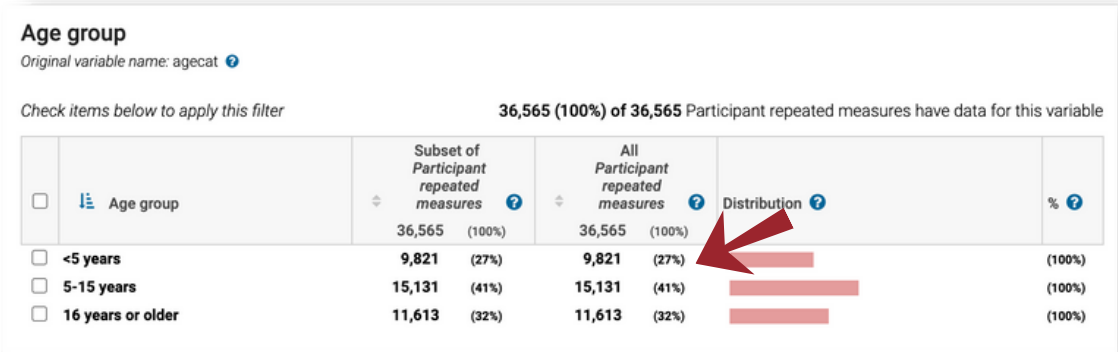 Age group
Original variable name: agecat ?
Check items below to apply this filter
36,565 (100%) of 36,565 Participant repeated measures have data for this variable
Age group
Subset of
Participant
repeated
measures ?
36,565 (100%)
All
Participant
repeated
measures ?
36,565 (100%)
Distribution ?
% ?
<5 years 9,821 (27%) 9,821 (27%) (100%)
5-15 years 15,131 (41%) 15,131 (41%) (100%)
16 years or older 11,613 (32%) 11,613 (32%) (100%)